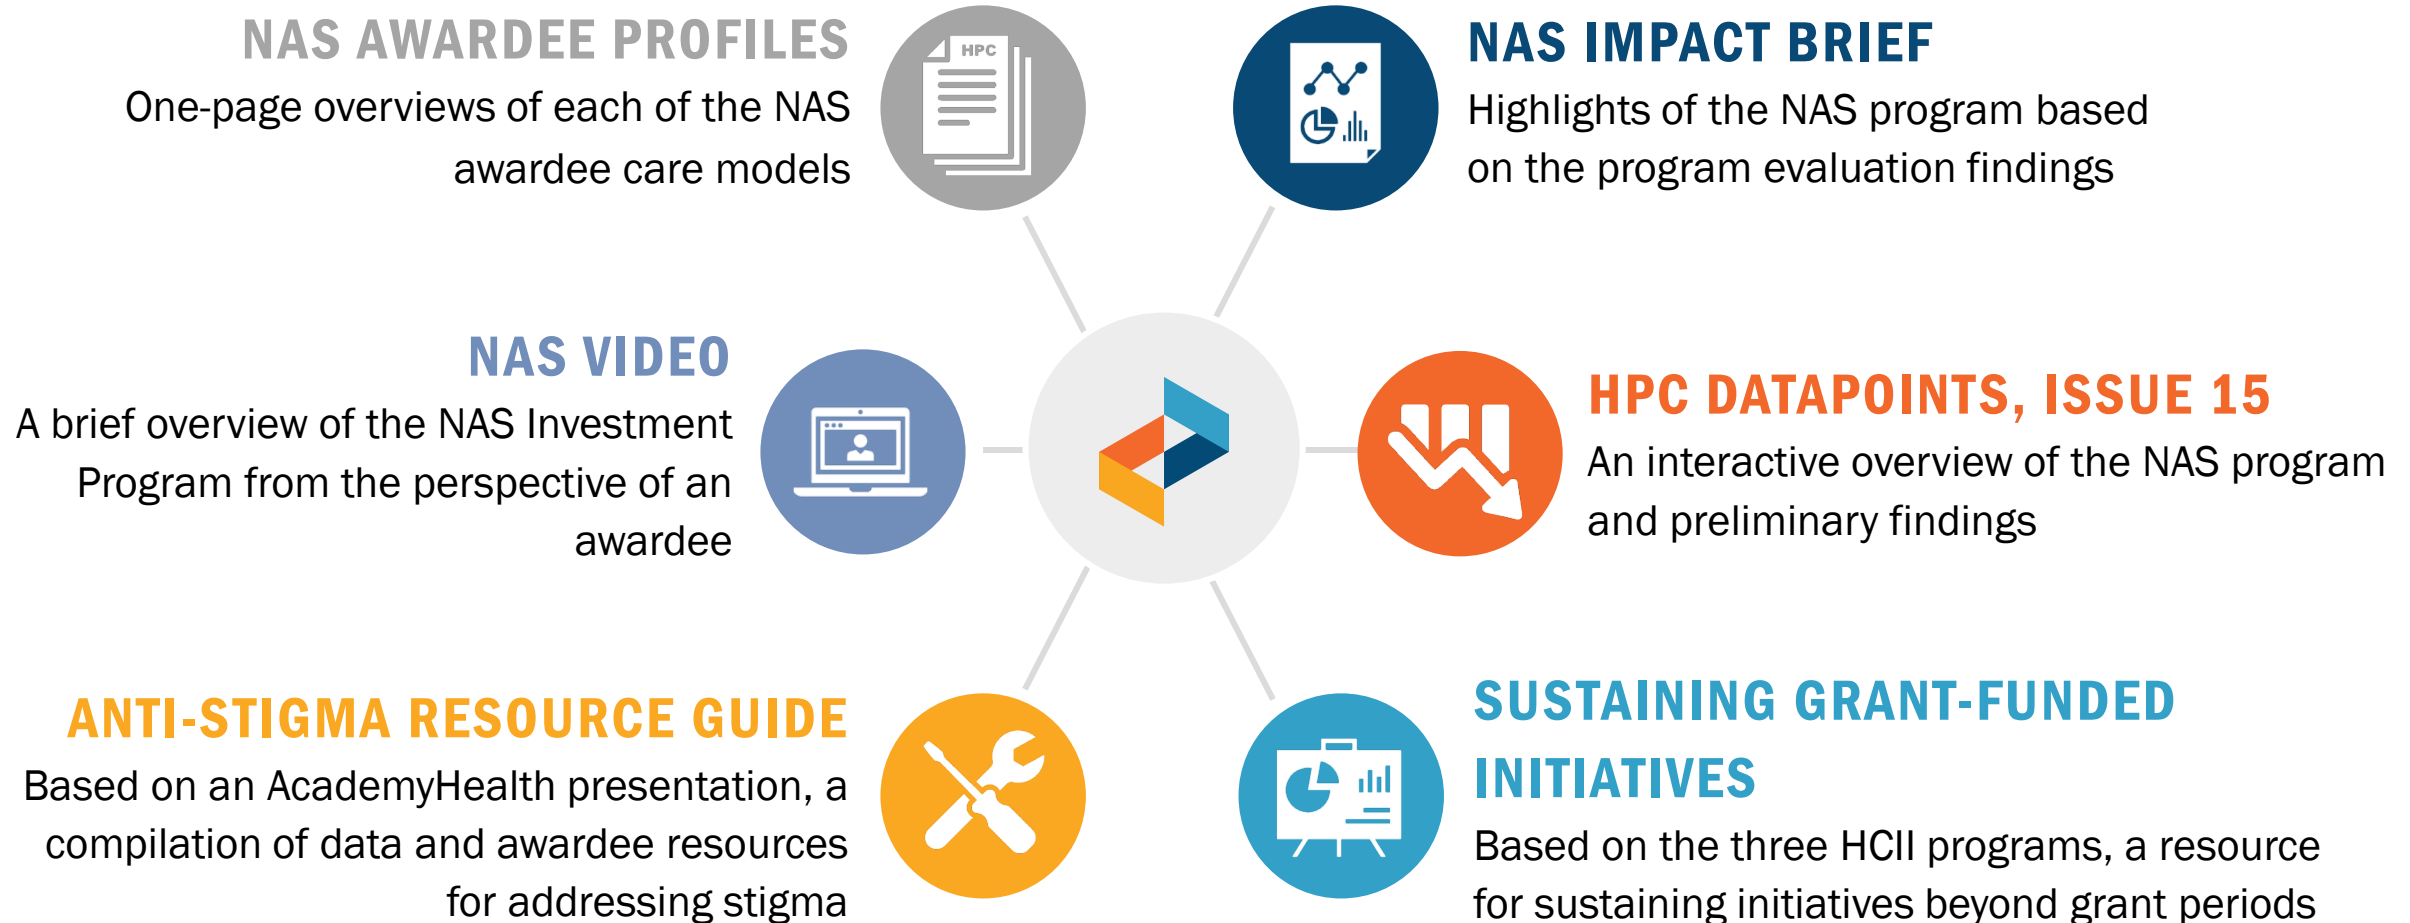 NAS AWARDEE PROFILES
One-page overviews of each of the NAS
awardee care models
HPC
NAS IMPACT BRIEF
Highlights of the NAS program based
on the program evaluation findings
NAS VIDEO
A brief overview of the NAS Investment
Program from the perspective of an
awardee
HPC DATAPOINTS, ISSUE 15
An interactive overview of the NAS program
and preliminary findings
ANTI-STIGMA RESOURCE GUIDE
Based on an AcademyHealth presentation, a
compilation of data and awardee resources
for addressing stigma
SUSTAINING GRANT-FUNDED
INITIATIVES
Based on the three HCII programs, a resource
for sustaining initiatives beyond grant periods